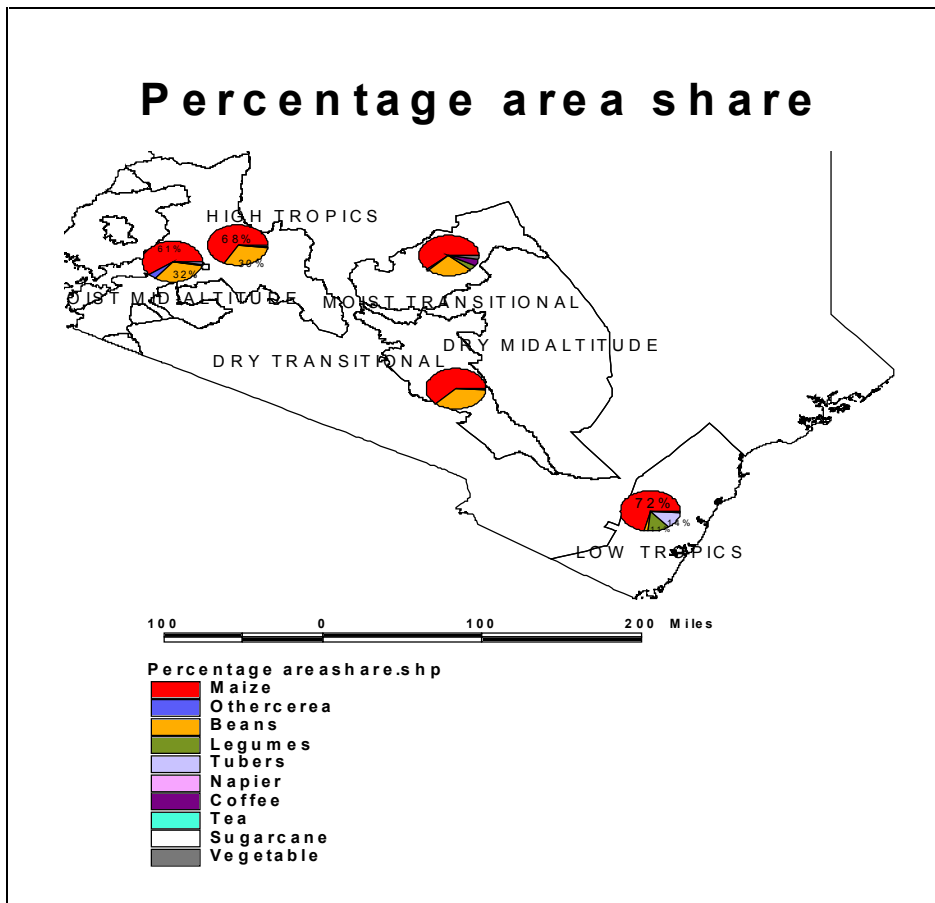 Percentage area share
HIGH TROPICS
68%
30%
61%
32%
OIST MIDALTITUDE
MOIST TRANSITIONAL
DRY MIDALTITUDE
DRY TRANSITIONAL
72%
14%
11%
LOW TROPICS
100 0 100 200 Miles
Percentage areashare.shp
Maize
Othercerea
Beans
Legumes
Tubers
Napier
Coffee
Tea
Sugarcane
Vegetable